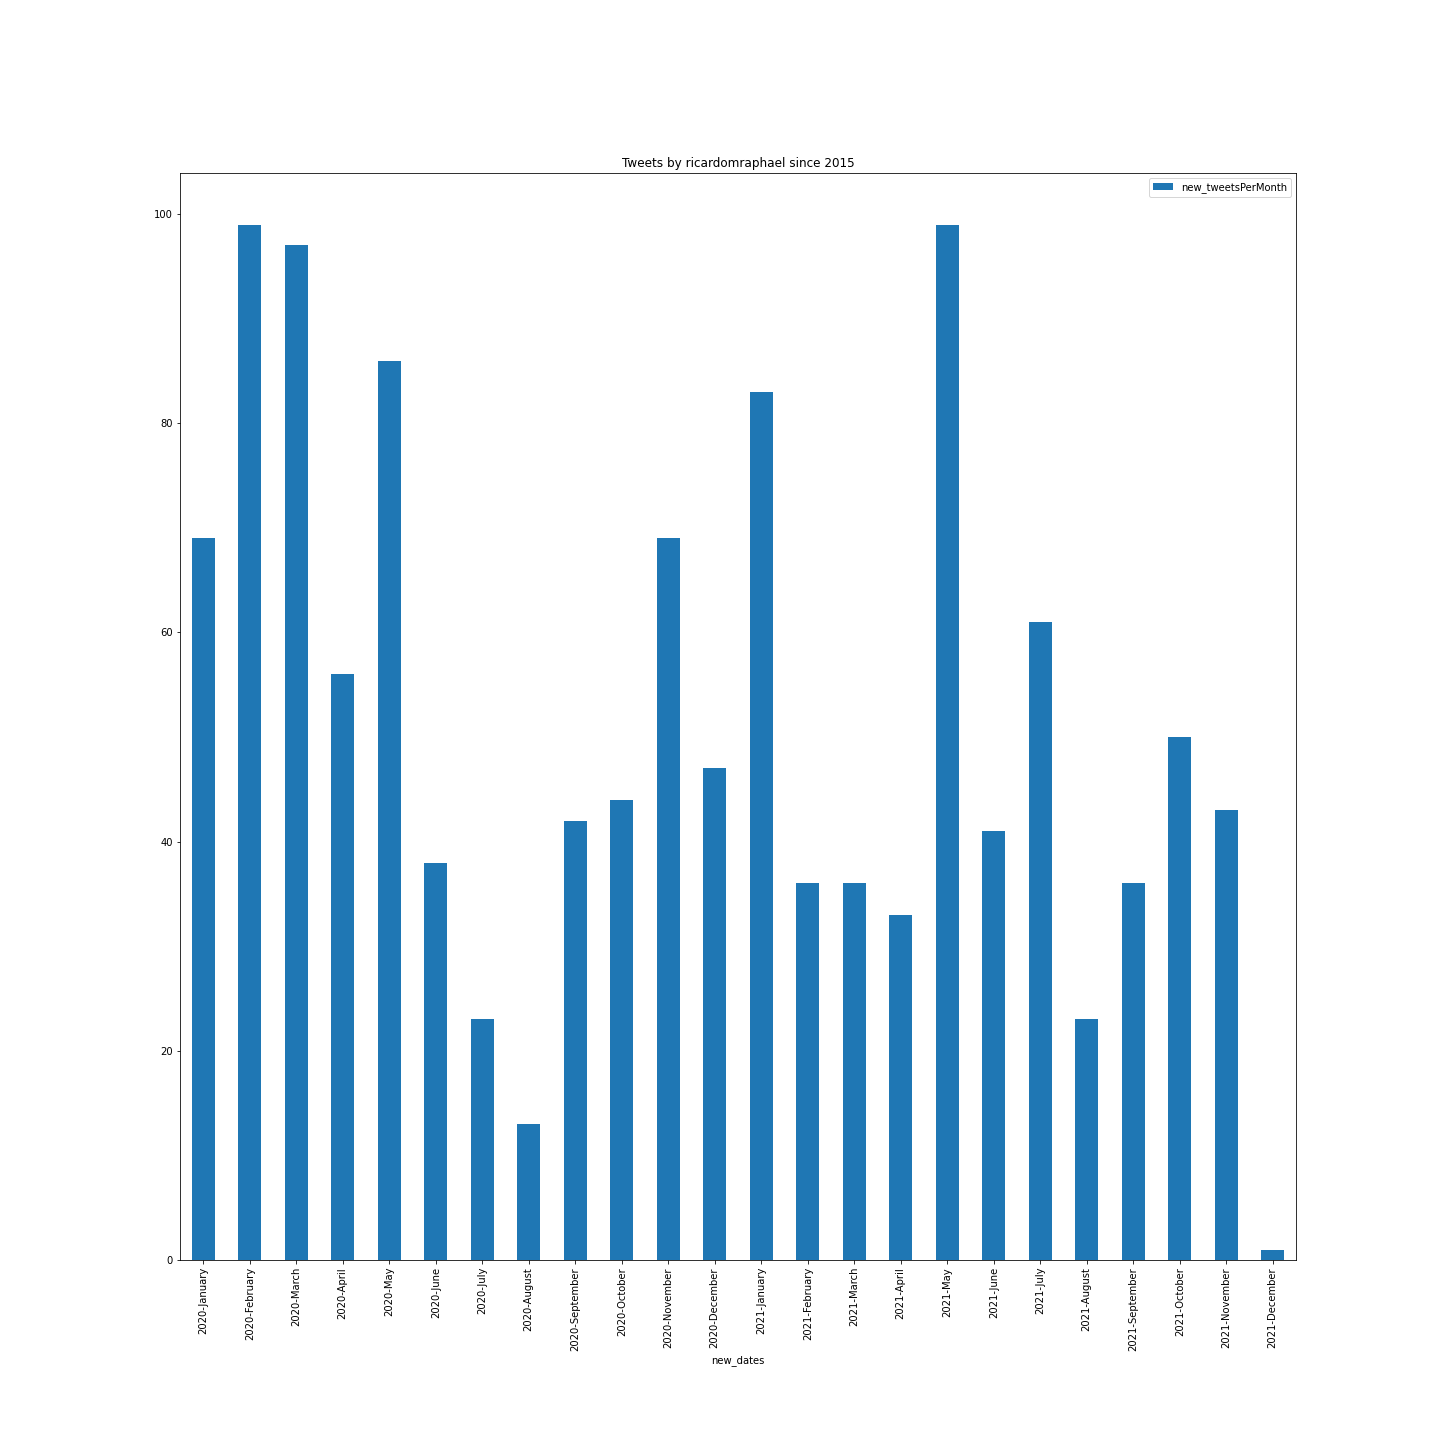 Tweets by ricardomraphael since 2015
new_tweetsPerMonth
100
80
60
40
20
0
2020-January
2020-February
2020-March
2020-April
2020-May
2020-June
2020-July
2020-August
2020-September
2020-October
2020-November
2020-December
2021-January
2021-February
2021-March
2021-April
2021-May
2021-June
2021-July
2021-August
2021-September
2021-October
2021-November
2021-December
new_dates